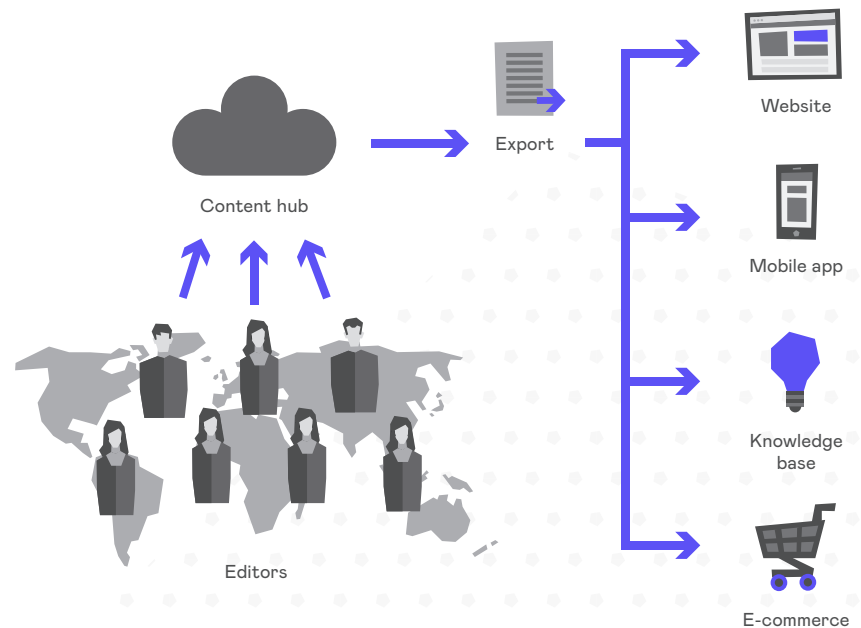 Website
Export
Content hub
Mobile app
Knowledge
base
Editors
E-commerce